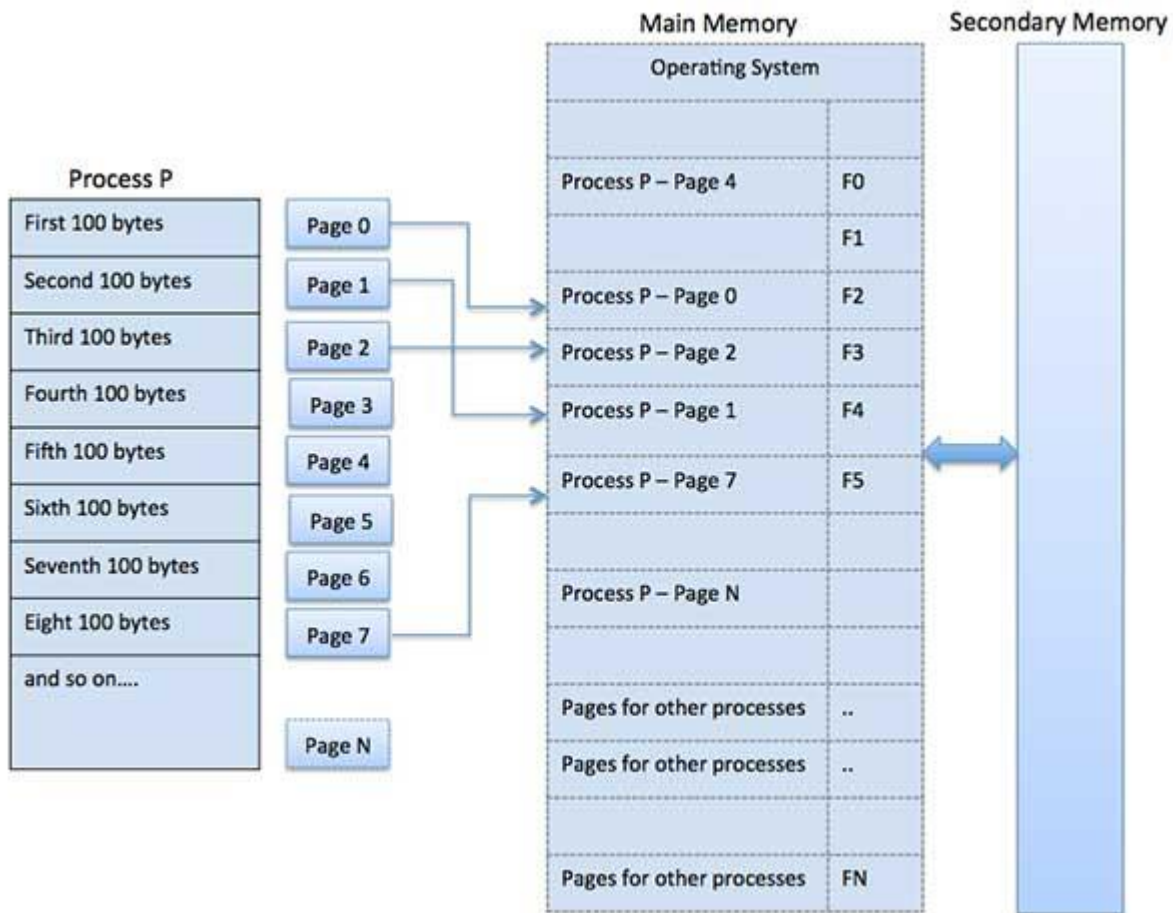 Main Memory
Secondary Memory
Operating System
Process P
First 100 bytes
Second 100 bytes
Third 100 bytes
Fourth 100 bytes
Fifth 100 bytes
Sixth 100 bytes
Seventh 100 bytes
Eight 100 bytes
and so on....
Page 0
Page 1
Page 2
Page 3
Page 4
Page 5
Page 6
Page 7
Page N
Process P – Page 4 F0
F1
Process P – Page 0 F2
Process P – Page 2 F3
Process P – Page 1 F4
Process P – Page 7 F5
Process P – Page N
Pages for other processes ..
Pages for other processes ..
Pages for other processes FN